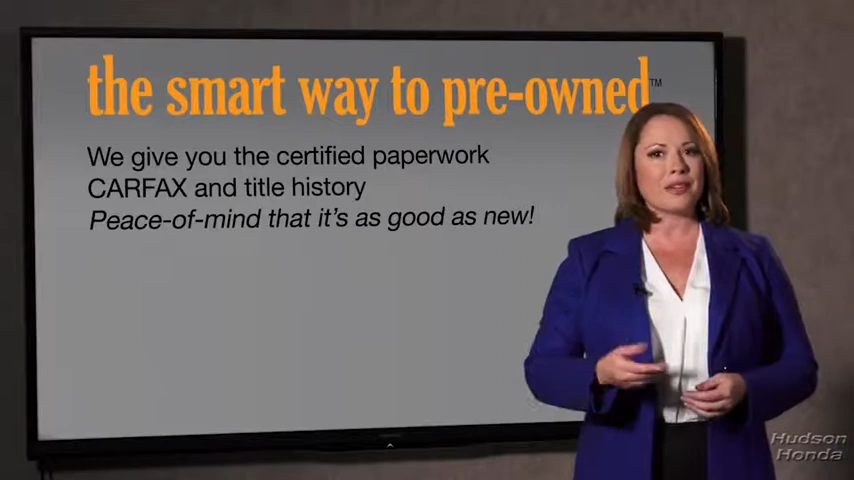 the smart way to pre-owned™
We give you the certified paperwork
CARFAX and title history
Peace-of-mind that it's as good as new!
Hudson
Honda